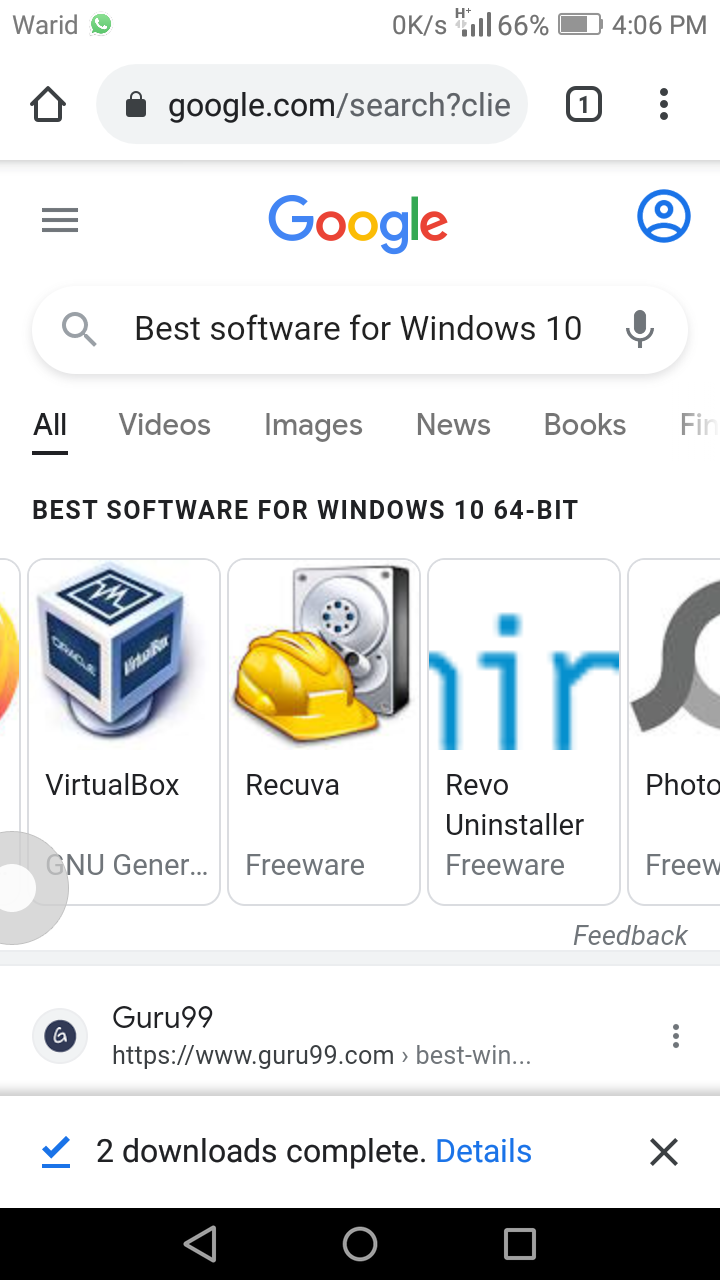 Warid 0K/s H+ 66% 4:06 PM
google.com/search?clie 1
Google
Best software for Windows 10
All Videos Images News Books Fin
BEST SOFTWARE FOR WINDOWS 10 64-BIT
ORACLE VirtualBox
VirtualBox Recuva Revo Photo
Uninstaller
GNU Gener... Freeware Freeware Freew
Feedback
G Guru99
https://www.guru99.com › best-win...
2 downloads complete. Details